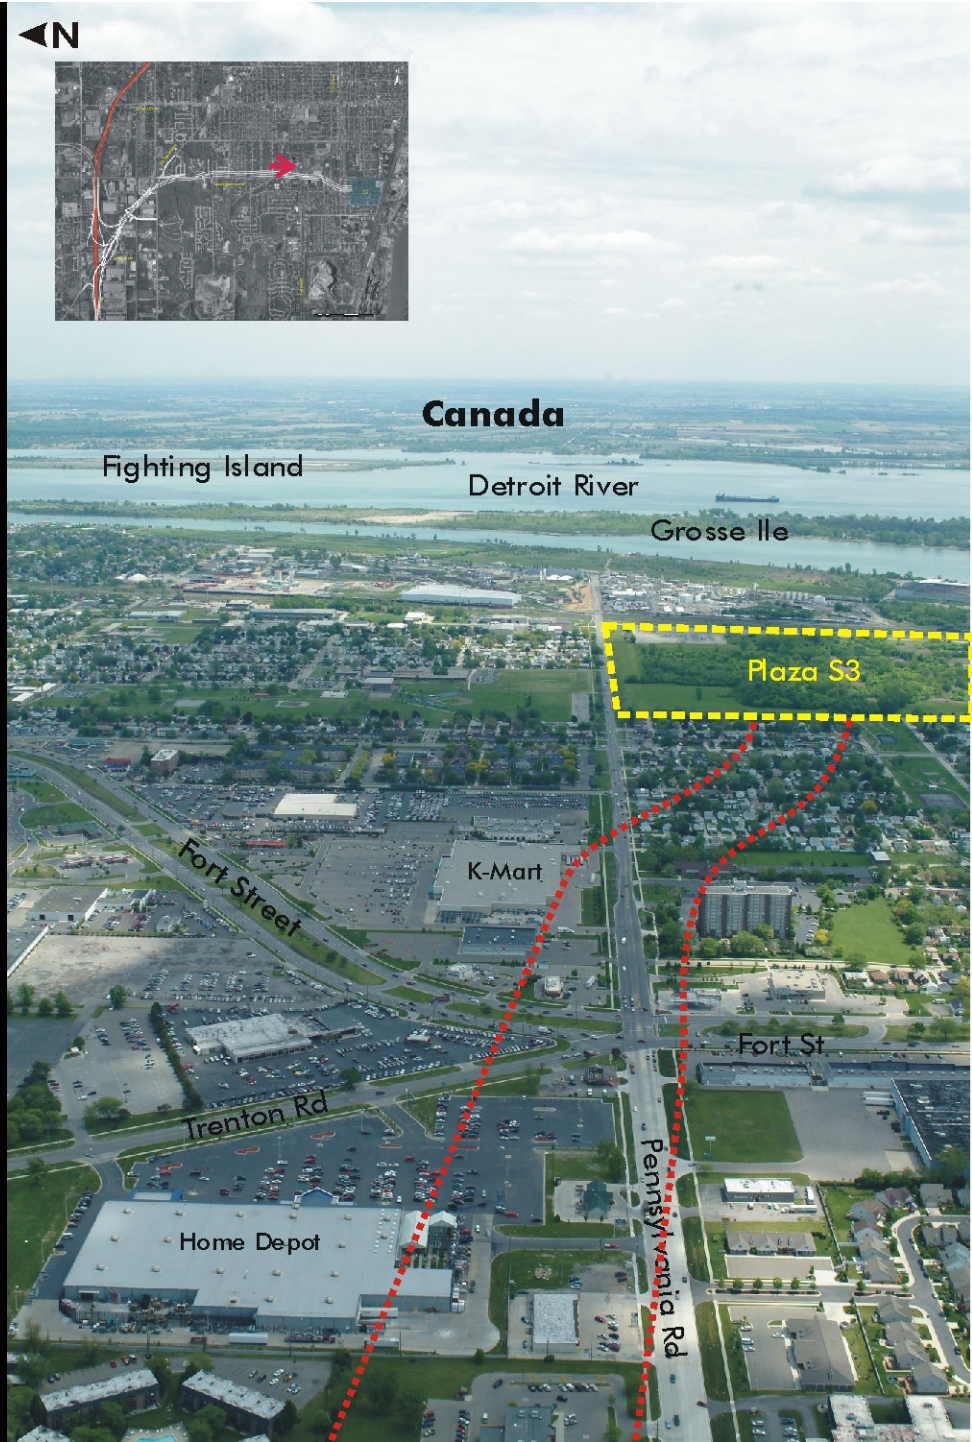 N
Canada
Fighting Island
Detroit River
Grosse Ile
Plaza S3
K-Mart
Fort Street
Fort St
Trenton Rd
Pennsylvania Rd
Home Depot